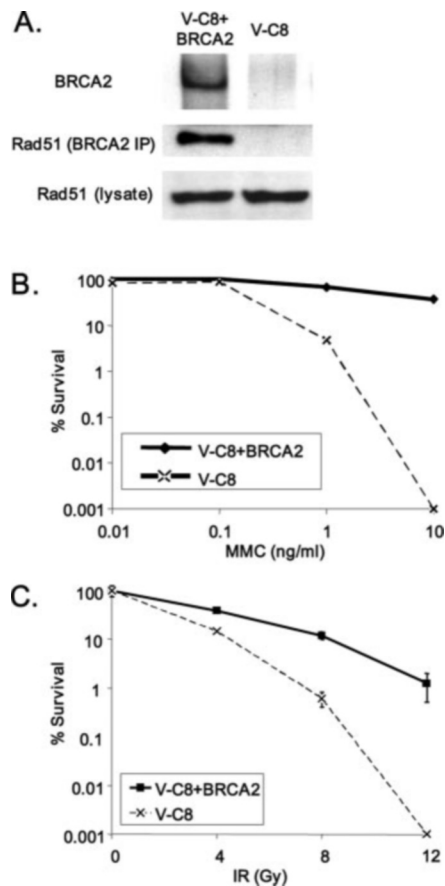 A.
V-C8+
BRCA2
V-C8
BRCA2
Rad51 (BRCA2 IP)
Rad51 (lysate)
B.
% Survival
100
10
1
0.1
0.01
0.001
V-C8+BRCA2
V-C8
0.01 0.1 1 10
MMC (ng/ml)
C.
% Survival
100
10
1
0.1
0.01
0.001
V-C8+BRCA2
V-C8
0 4 8 12
IR (Gy)